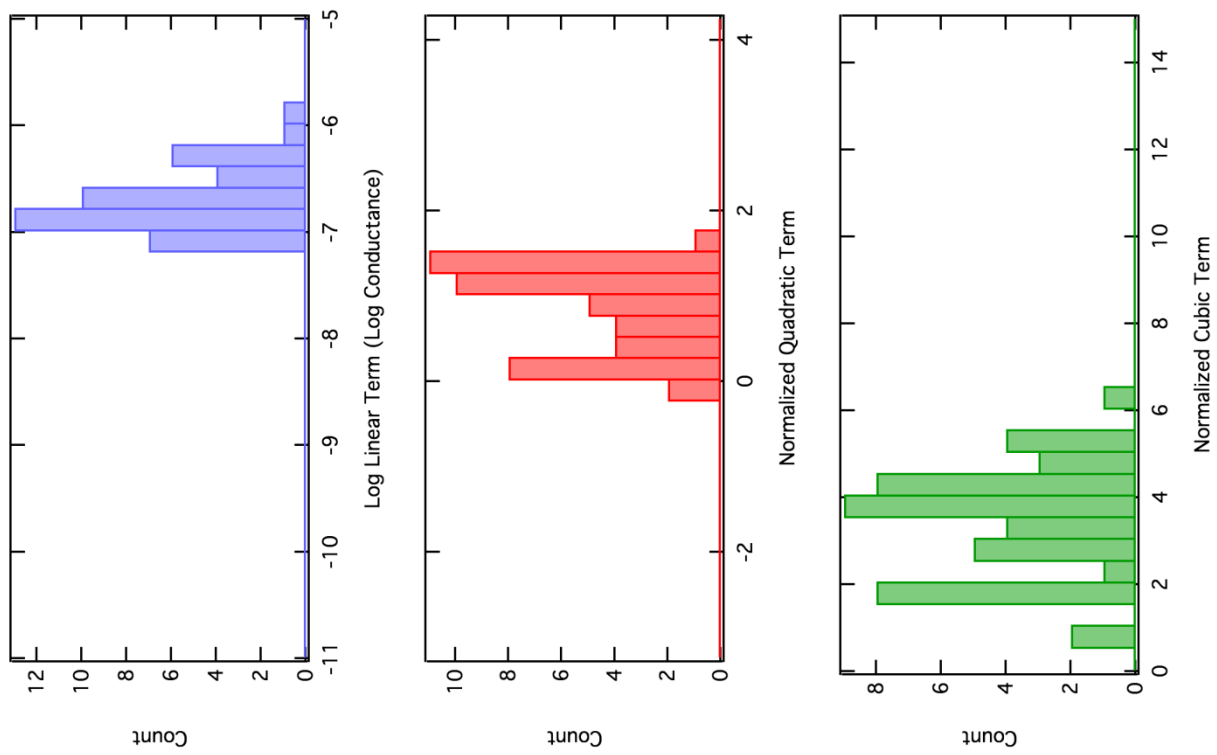 -5
-6
-7
-8
-9
-10
-11
12 10 8 6 4 2 0
Count
Log Linear Term (Log Conductance)
4
2
0
-2
10 8 6 4 2 0
Count
Normalized Quadratic Term
14
12
10
8
6
4
2
0
8 6 4 2 0
Count
Normalized Cubic Term